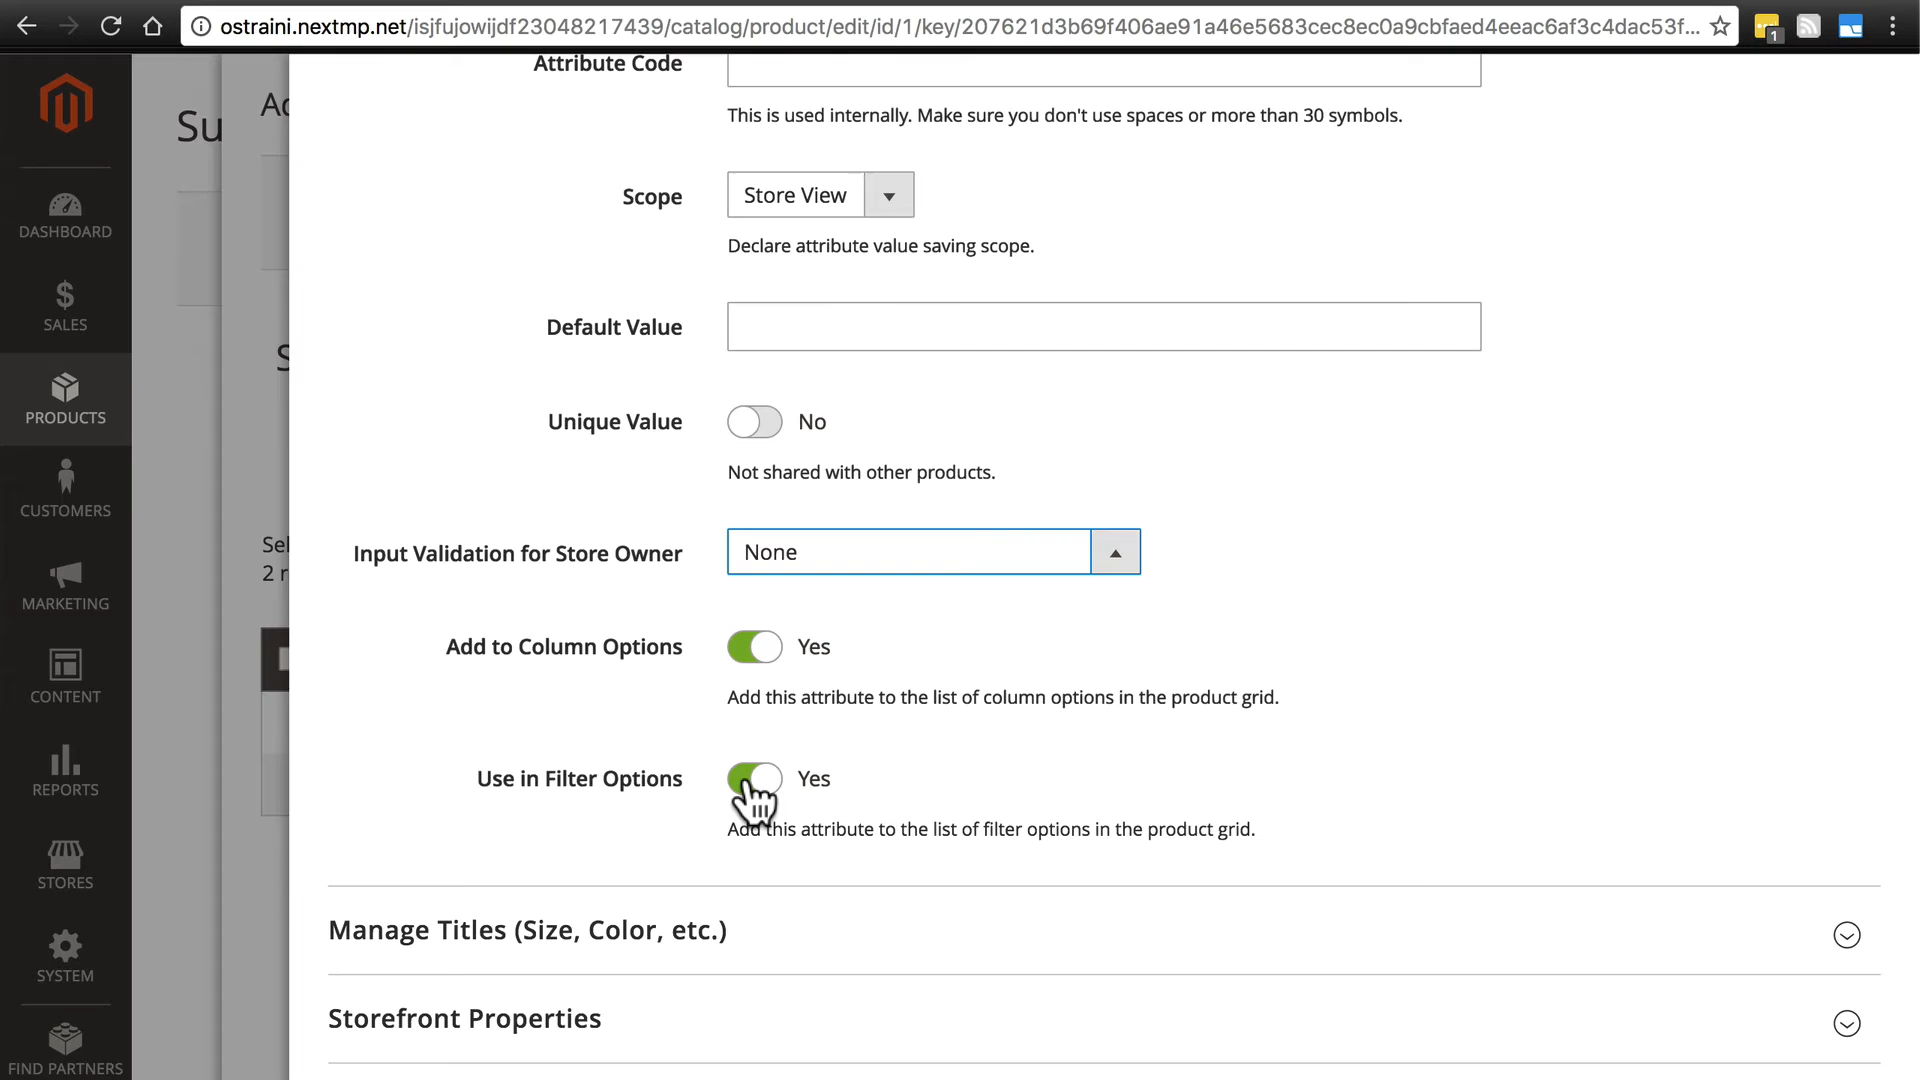 ostraini.nextmp.net/isjfujowijdf23048217439/catalog/product/edit/id/1/key/207621d3b69f406ae91a46e5683cec8ec0a9cbfaed4eeac6af3c4dac53f...
1
Su
Ad
S
Sel
2 r
DASHBOARD
SALES
PRODUCTS
CUSTOMERS
MARKETING
CONTENT
REPORTS
STORES
SYSTEM
FIND PARTNERS
Attribute Code
This is used internally. Make sure you don't use spaces or more than 30 symbols.
Scope
Store View
Declare attribute value saving scope.
Default Value
Unique Value
No
Not shared with other products.
Input Validation for Store Owner
None
Add to Column Options
Yes
Add this attribute to the list of column options in the product grid.
Use in Filter Options
Yes
Add this attribute to the list of filter options in the product grid.
Manage Titles (Size, Color, etc.)
Storefront Properties